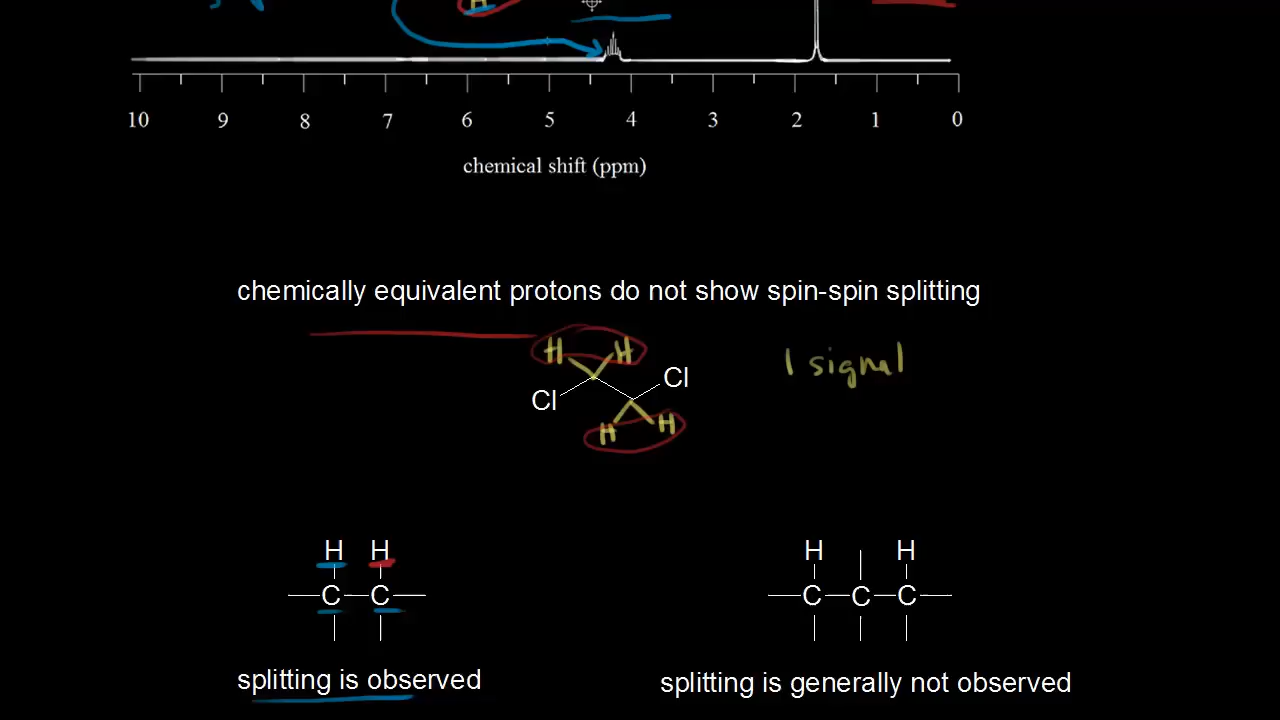 H
10 9 8 7 6 5 4 3 2 1 0
chemical shift (ppm)
chemically equivalent protons do not show spin-spin splitting
H H
1 signal
Cl
Cl
H H
H H
H H
C C
C C C
splitting is observed
splitting is generally not observed